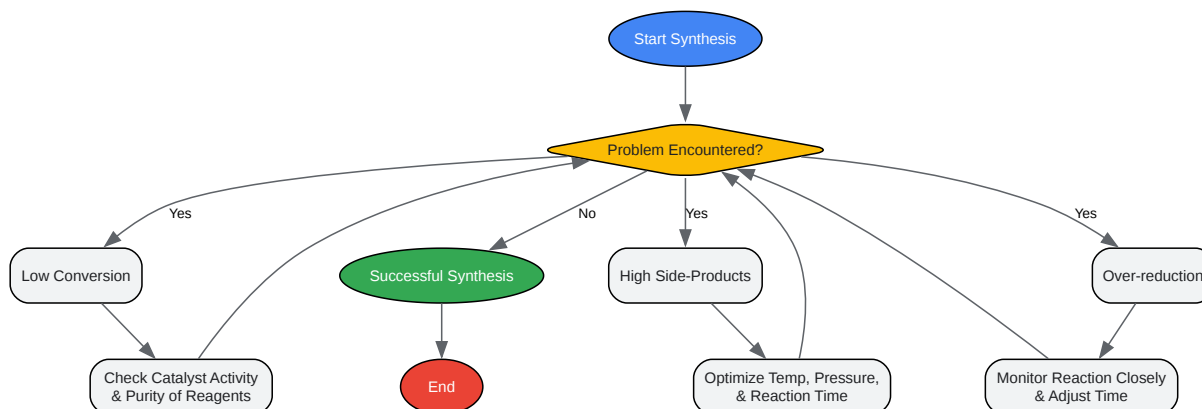 Start Synthesis
Problem Encountered?
Yes
No
Yes
Yes
Low Conversion
Successful Synthesis
High Side-Products
Over-reduction
Check Catalyst Activity
& Purity of Reagents
End
Optimize Temp, Pressure,
& Reaction Time
Monitor Reaction Closely
& Adjust Time